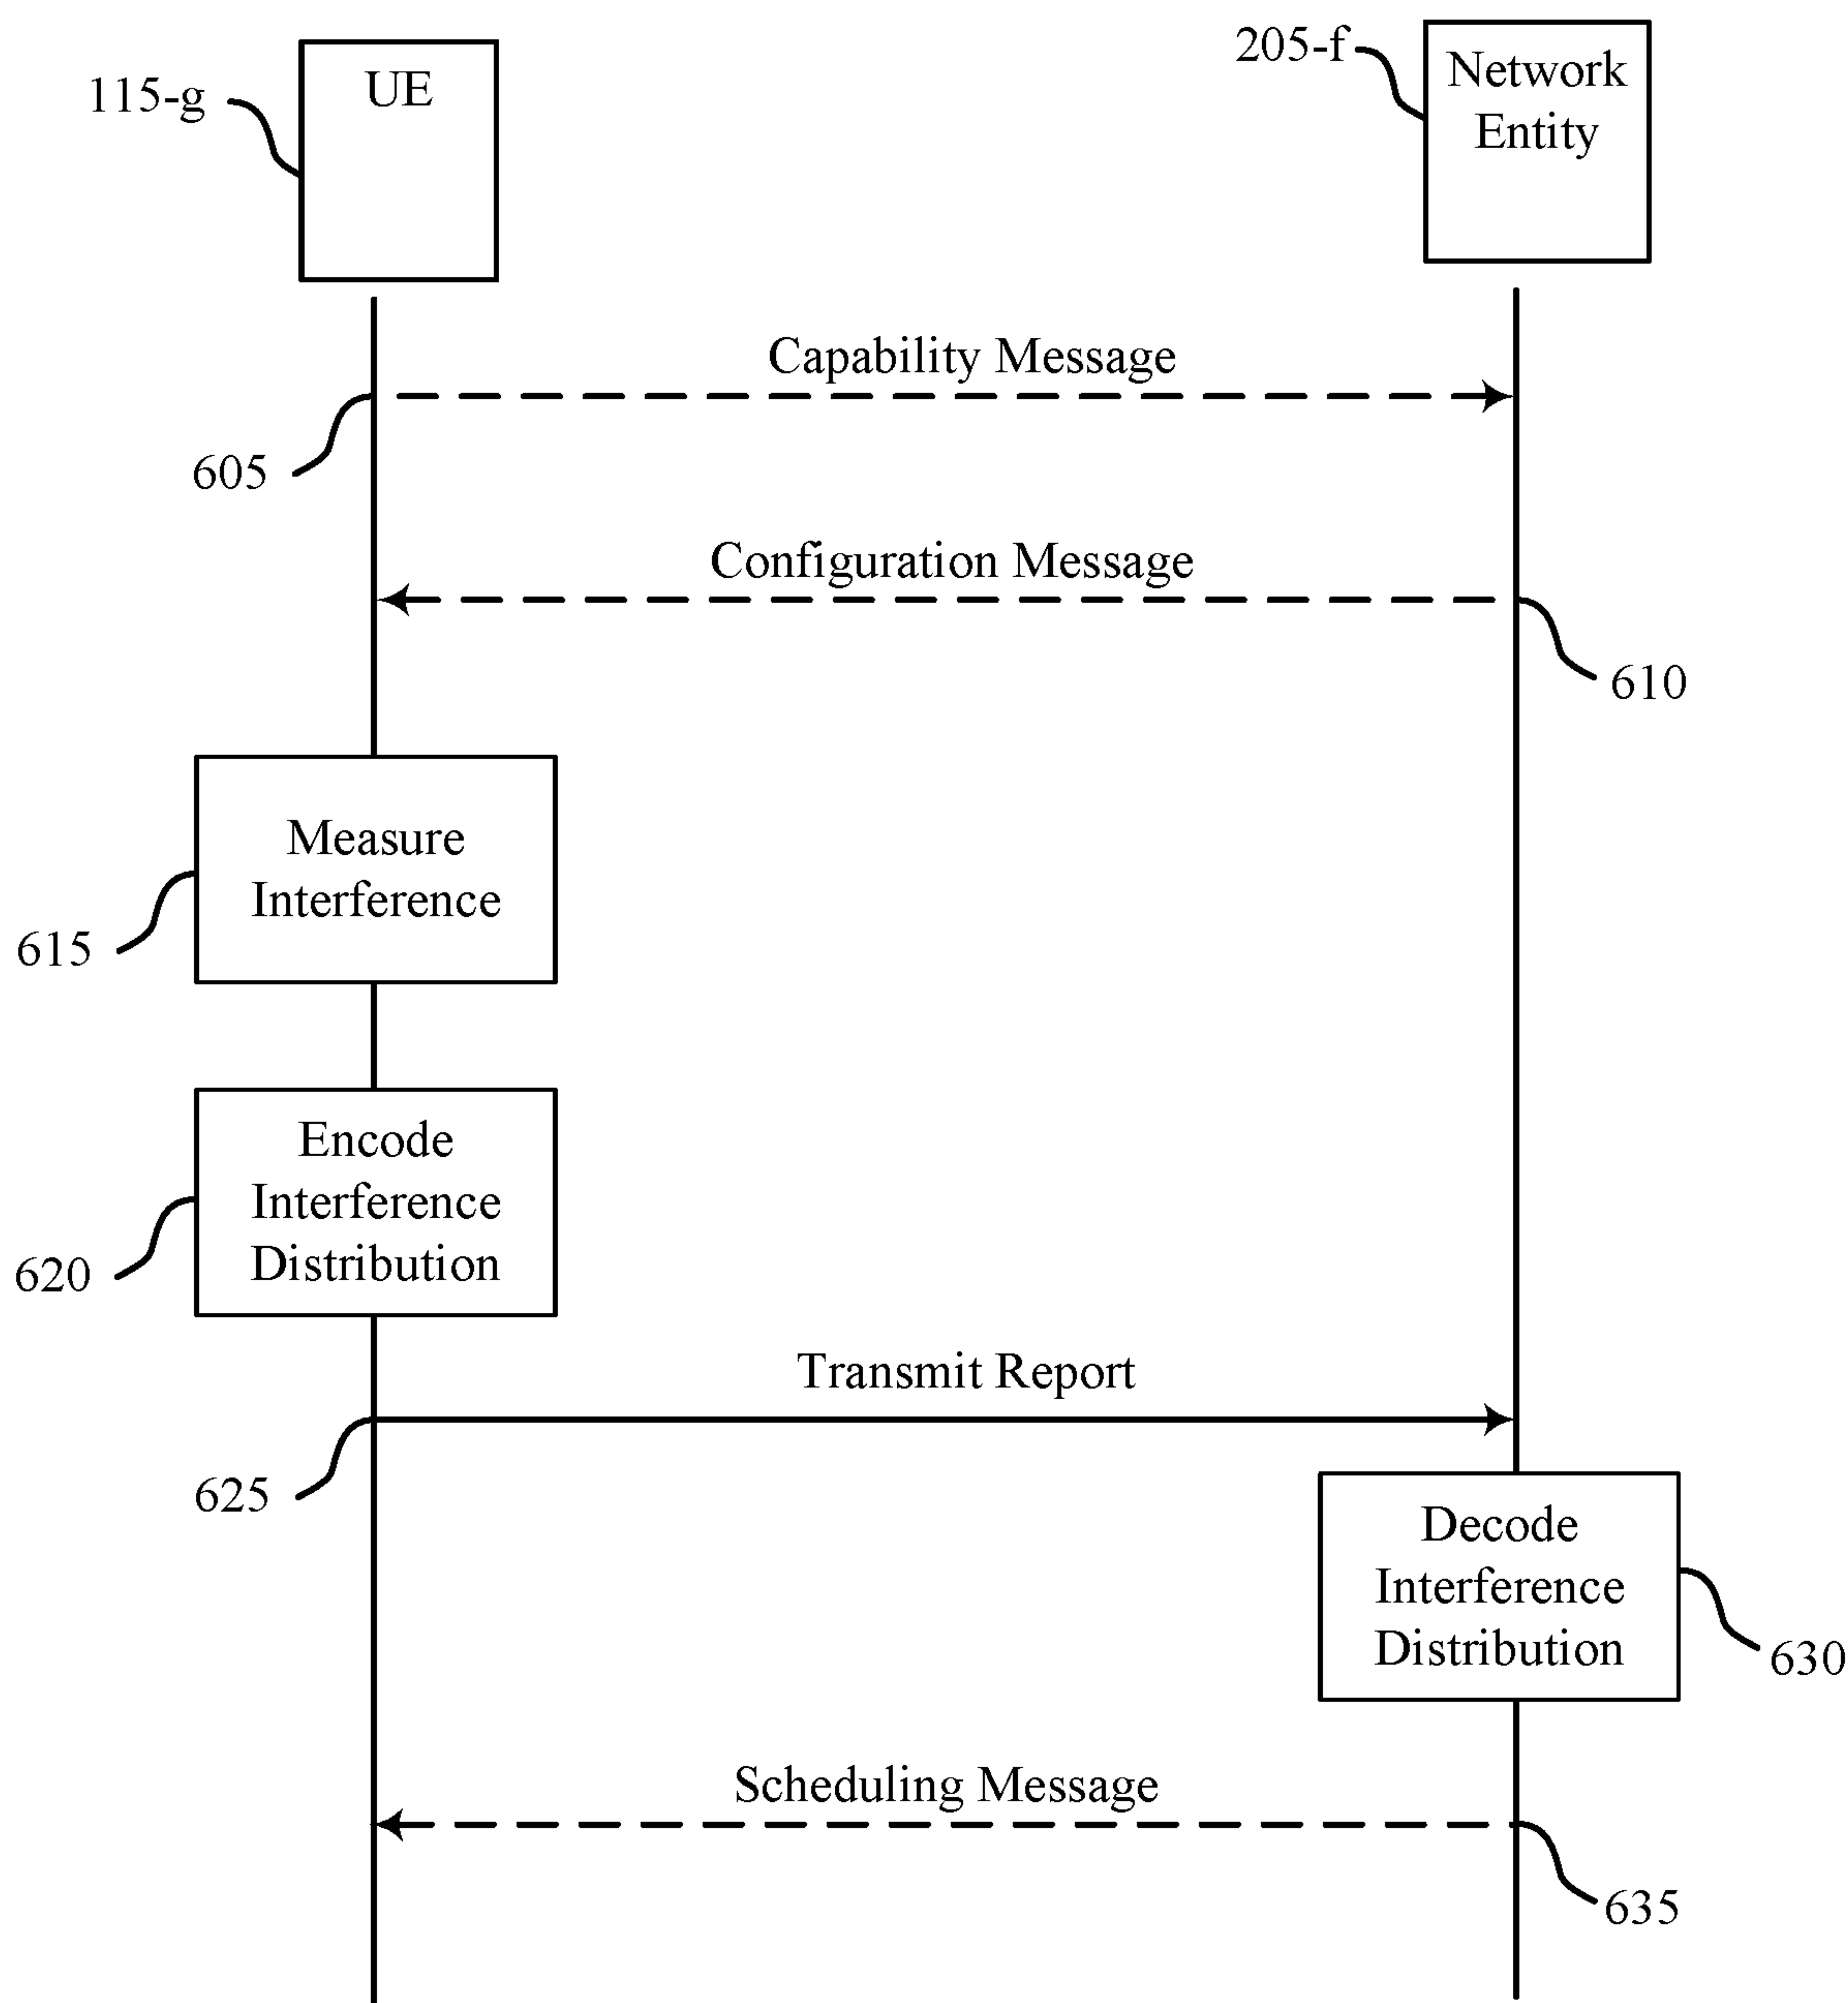 205-f
Network
Entity
UE
115-g
Capability Message
605
Configuration Message
610
Measure
Interference
615
Encode
Interference
Distribution
620
Transmit Report
625
Decode
Interference
Distribution
630
Scheduling Message
635